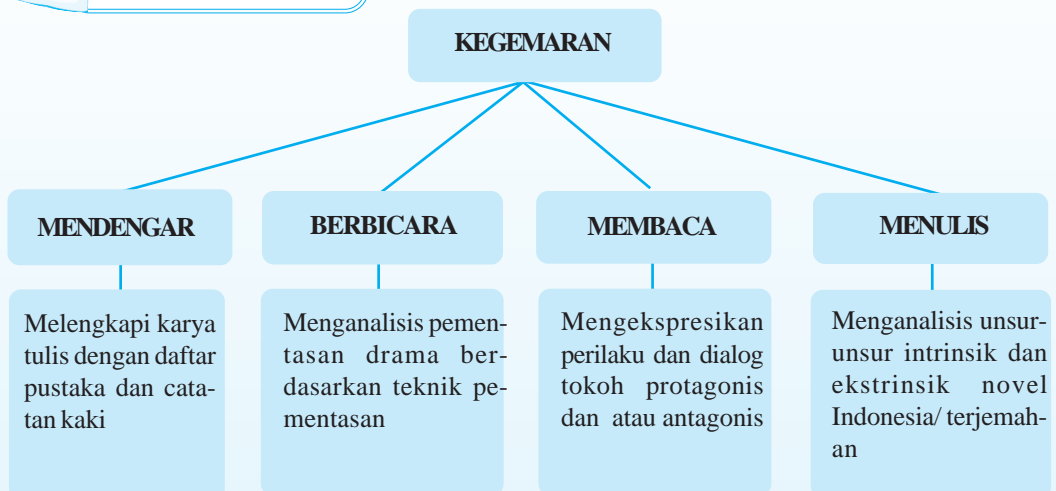 KEGEMARAN
MENDENGAR
BERBICARA
MEMBACA
MENULIS
Melengkapi karya
tulis dengan daftar
pustaka dan cata-
tan kaki
Menganalisis pemen-
tasan drama ber-
dasarkan teknik pe-
mentasan
Mengekspresikan
perilaku dan dialog
tokoh protagonis
dan atau antagonis
Menganalisis unsur-
unsur intrinsik dan
ekstrinsik novel
Indonesia/ terjemah-
an